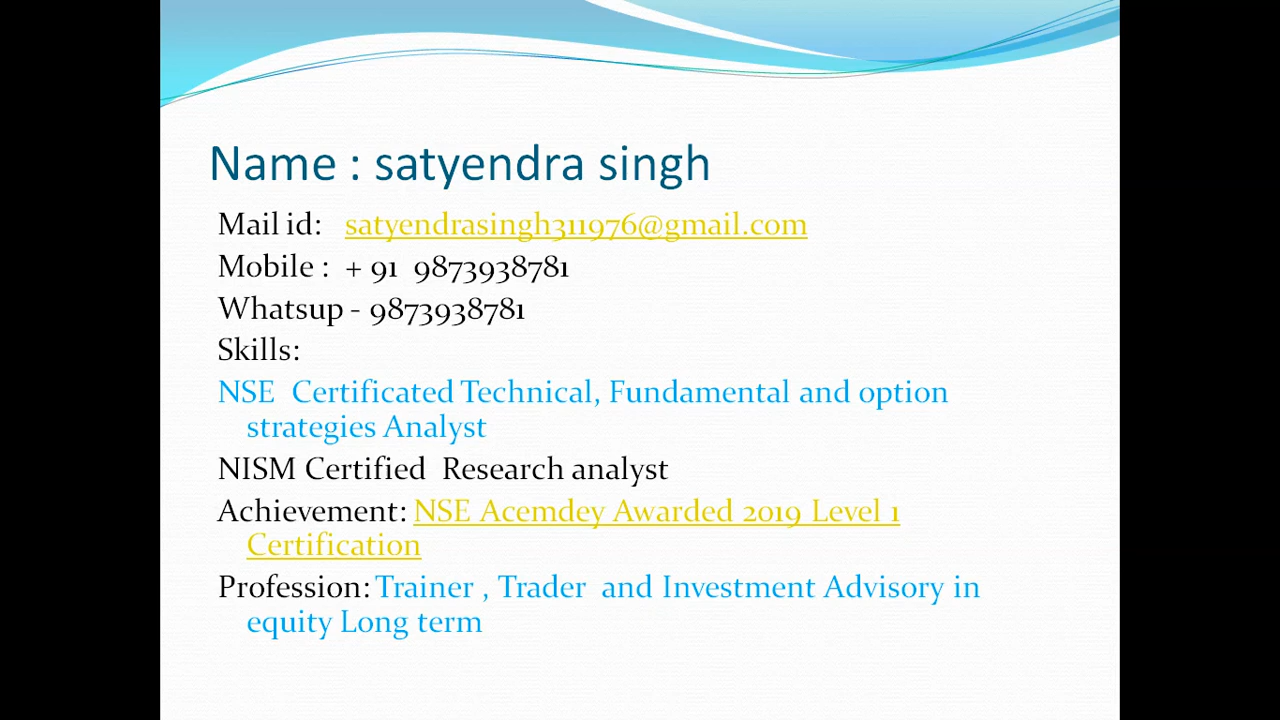 Name : satyendra singh
Mail id: satyendrasingh311976@gmail.com
Mobile : + 91 9873938781
Whatsup - 9873938781
Skills:
NSE Certificated Technical, Fundamental and option
strategies Analyst
NISM Certified Research analyst
Achievement: NSE Acemdey Awarded 2019 Level 1
Certification
Profession: Trainer , Trader and Investment Advisory in
equity Long term